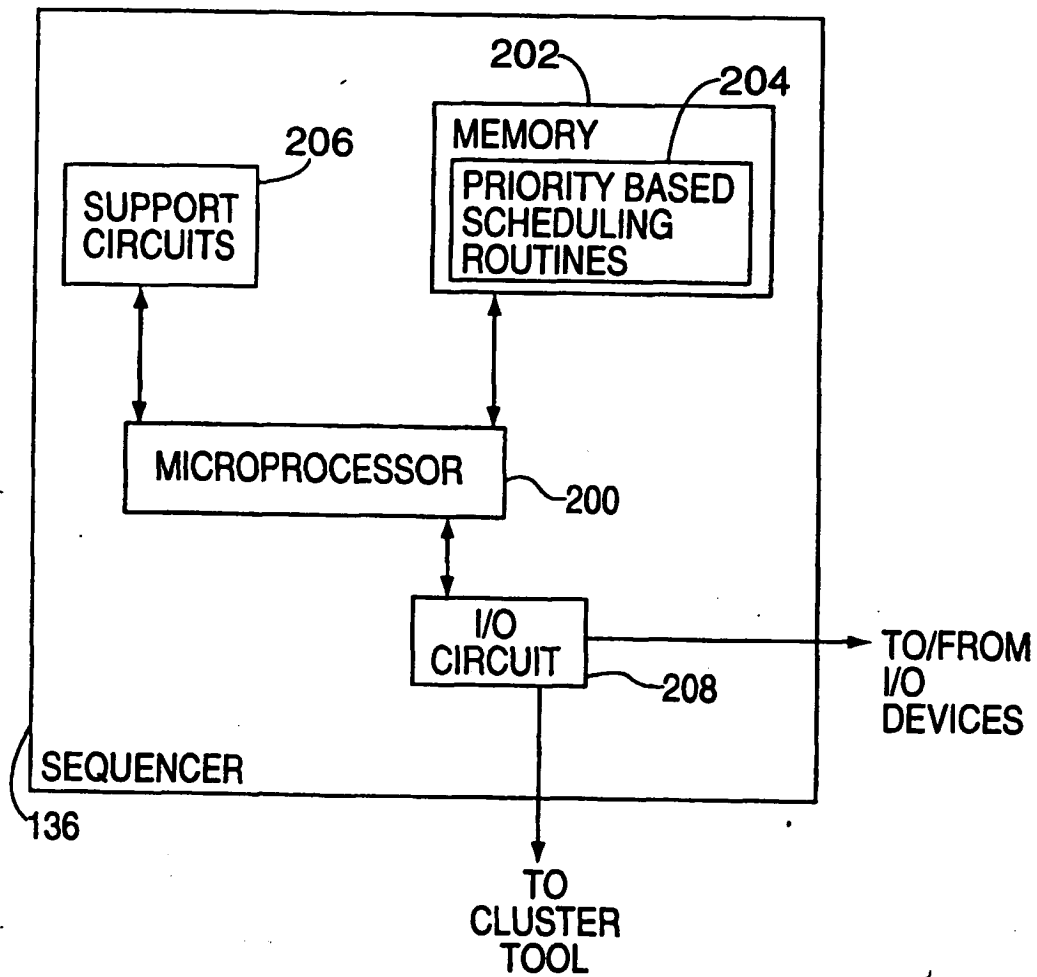 202
204
206
MEMORY
PRIORITY BASED
SCHEDULING
ROUTINES
SUPPORT
CIRCUITS
MICROPROCESSOR
200
I/O
CIRCUIT
208
TO/FROM
I/O
DEVICES
SEQUENCER
136
TO
CLUSTER
TOOL